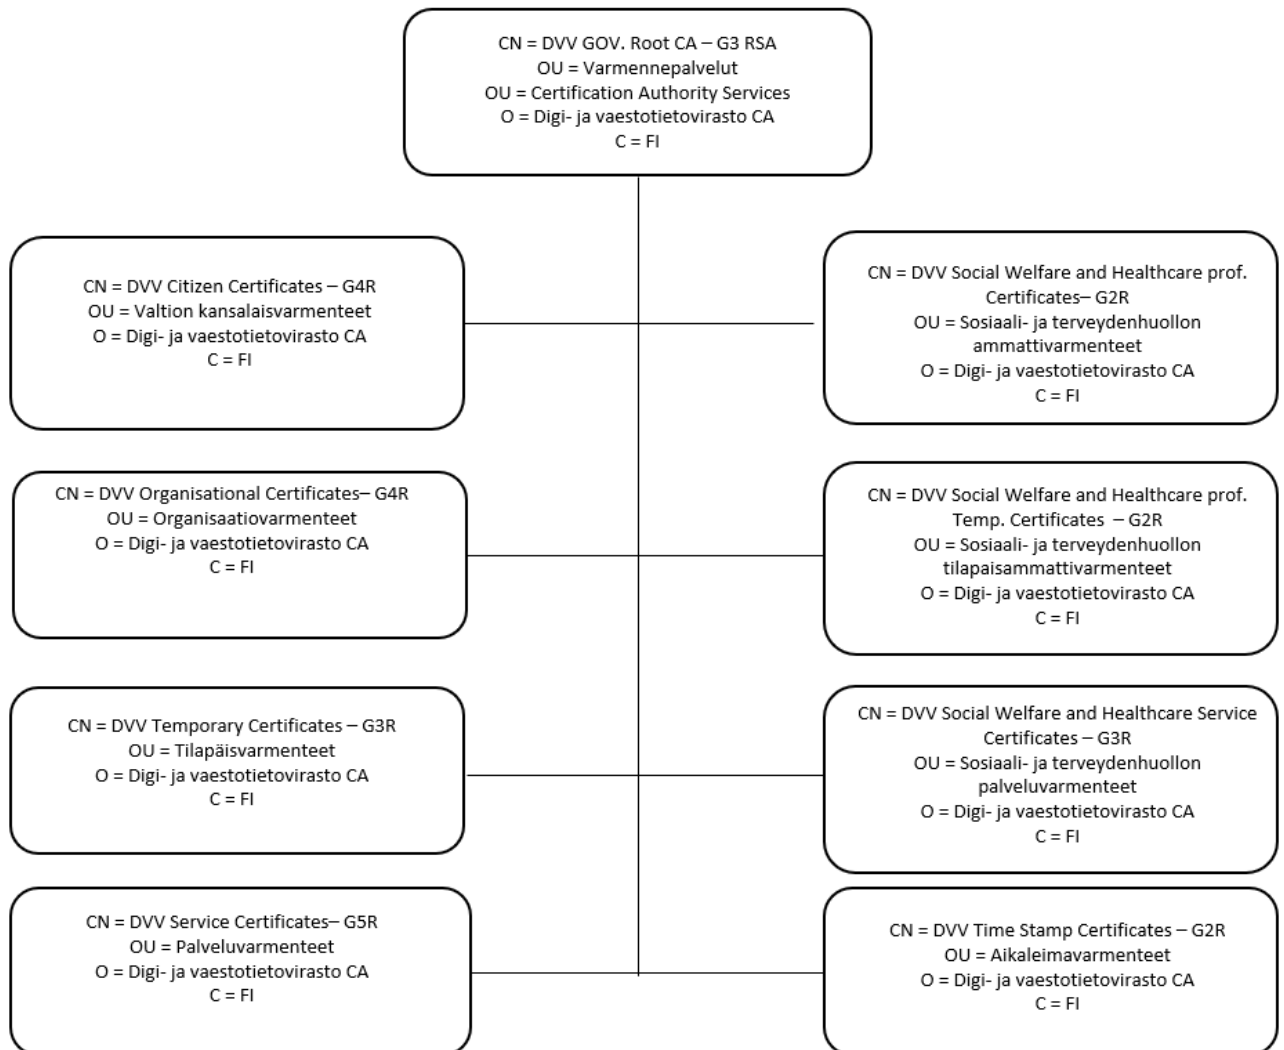 CN = DVV GOV. Root CA – G3 RSA
OU = Varmennepalvelut
OU = Certification Authority Services
O = Digi- ja vaestotietovirasto CA
C = FI
CN = DVV Citizen Certificates – G4R
OU = Valtion kansalaisvarmenteet
O = Digi- ja vaestotietovirasto CA
C = FI
CN = DVV Social Welfare and Healthcare prof.
Certificates– G2R
OU = Sosiaali- ja terveydenhuollon
ammattivarmenteet
O = Digi- ja vaestotietovirasto CA
C = FI
CN = DVV Organisational Certificates– G4R
OU = Organisaatiovarmenteet
O = Digi- ja vaestotietovirasto CA
C = FI
CN = DVV Social Welfare and Healthcare prof.
Temp. Certificates – G2R
OU = Sosiaali- ja terveydenhuollon
tilapaisammattivarmenteet
O = Digi- ja vaestotietovirasto CA
C = FI
CN = DVV Temporary Certificates – G3R
OU = Tilapäisvarmenteet
O = Digi- ja vaestotietovirasto CA
C = FI
CN = DVV Social Welfare and Healthcare Service
Certificates – G3R
OU = Sosiaali- ja terveydenhuollon
palveluvarmenteet
O = Digi- ja vaestotietovirasto CA
C = FI
CN = DVV Service Certificates– G5R
OU = Palveluvarmenteet
O = Digi- ja vaestotietovirasto CA
C = FI
CN = DVV Time Stamp Certificates – G2R
OU = Aikaleimavarmenteet
O = Digi- ja vaestotietovirasto CA
C = FI